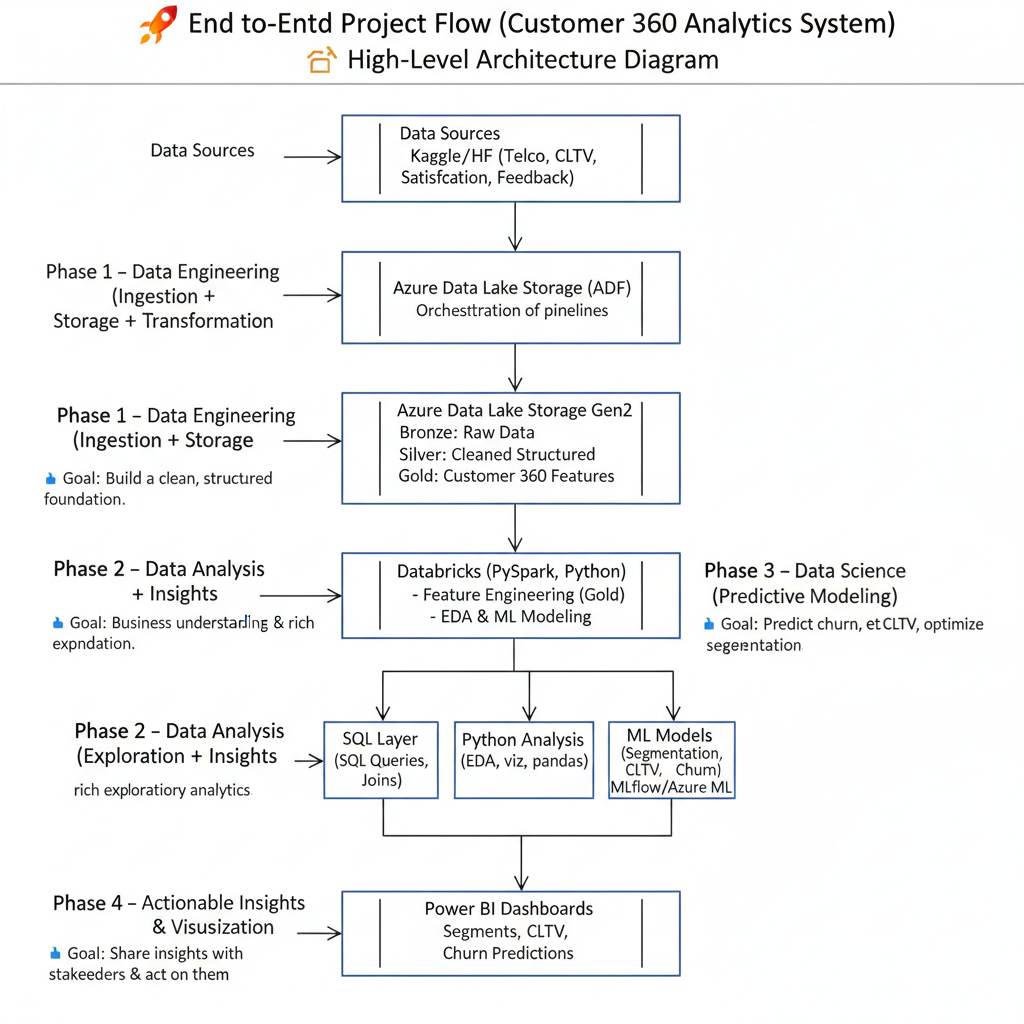 End to-Entd Project Flow (Customer 360 Analytics System)
High-Level Architecture Diagram
Data Sources
Data Sources
Kaggle/HF (Telco, CLTV,
Satisfcation, Feedback)
Phase 1 – Data Engineering
(Ingestion +
Storage + Transformation
Azure Data Lake Storage (ADF)
Orchesttration of pinelines
Phase 1 – Data Engineering
(Ingestion + Storage
Goal: Build a clean, structured
foundation.
Azure Data Lake Storage Gen2
Bronze: Raw Data
Silver: Cleaned Structured
Gold: Customer 360 Features
Phase 2 – Data Analysis
+ Insights
Goal: Business understarding & rich
expndation.
Databricks (PySpark, Python)
- Feature Engineering (Gold)
- EDA & ML Modeling
Phase 3 – Data Science
(Predictive Modeling)
Goal: Predict churn, et CLTV, optimize
segerntation
Phase 2 – Data Analysis
(Exploration + Insights
rich exploratiory analytics
SQL Layer
(SQL Queries,
Joins)
Python Analysis
(EDA, viz, pandas)
ML Models
(Segmentation,
CLTV, Chum)
MLflow/Azure ML
Phase 4 – Actionable Insights
& Visusization
Goal: Share insights with
stakeeders & act on them
Power BI Dashboards
Segments, CLTV,
Churn Predictions